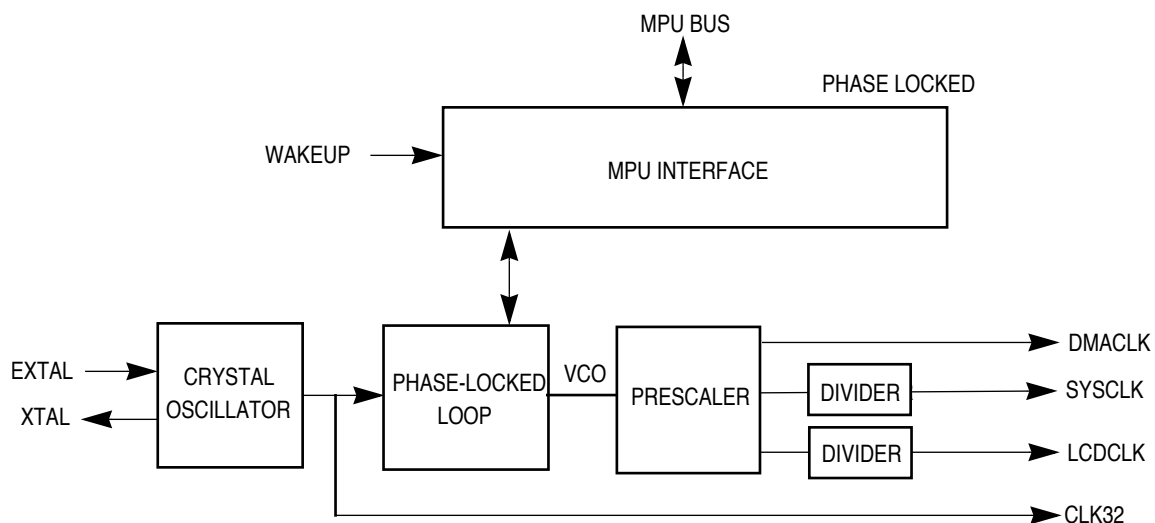 MPU BUS
PHASE LOCKED
WAKEUP
MPU INTERFACE
EXTAL
XTAL
CRYSTAL
OSCILLATOR
PHASE-LOCKED
LOOP
VCO
PRESCALER
DIVIDER
DIVIDER
DMACLK
SYSCLK
LCDCLK
CLK32